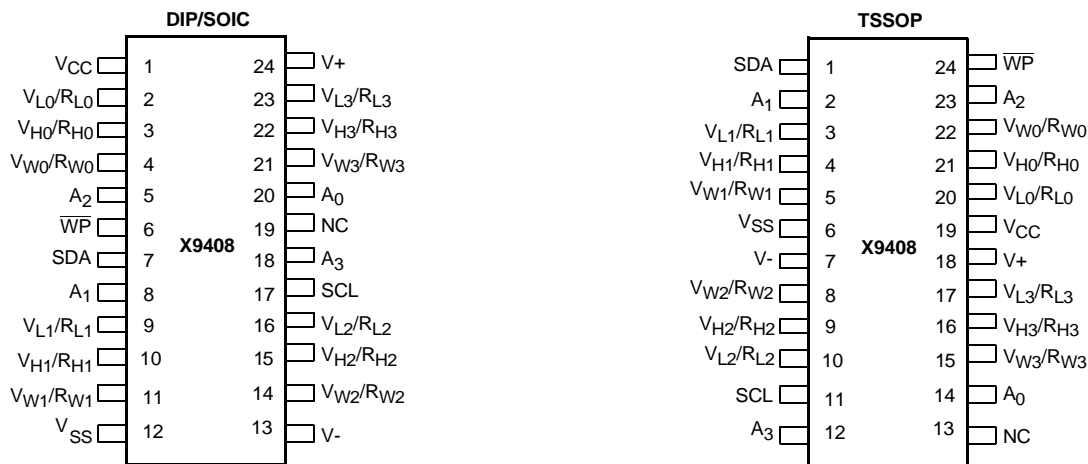 DIP/SOIC
VCC 1 24 V+
VL0/RL0 2 23 VL3/RL3
VH0/RH0 3 22 VH3/RH3
VW0/RW0 4 21 VW3/RW3
A2 5 20 A0
WP 6 19 NC
X9408
SDA 7 18 A3
A1 8 17 SCL
VL1/RL1 9 16 VL2/RL2
VH1/RH1 10 15 VH2/RH2
VW1/RW1 11 14 VW2/RW2
VSS 12 13 V-
TSSOP
SDA 1 24 WP
A1 2 23 A2
VL1/RL1 3 22 VW0/RW0
VH1/RH1 4 21 VH0/RH0
VW1/RW1 5 20 VL0/RL0
VSS 6 19 VCC
X9408
V- 7 18 V+
VW2/RW2 8 17 VL3/RL3
VH2/RH2 9 16 VH3/RH3
VL2/RL2 10 15 VW3/RW3
SCL 11 14 A0
A3 12 13 NC